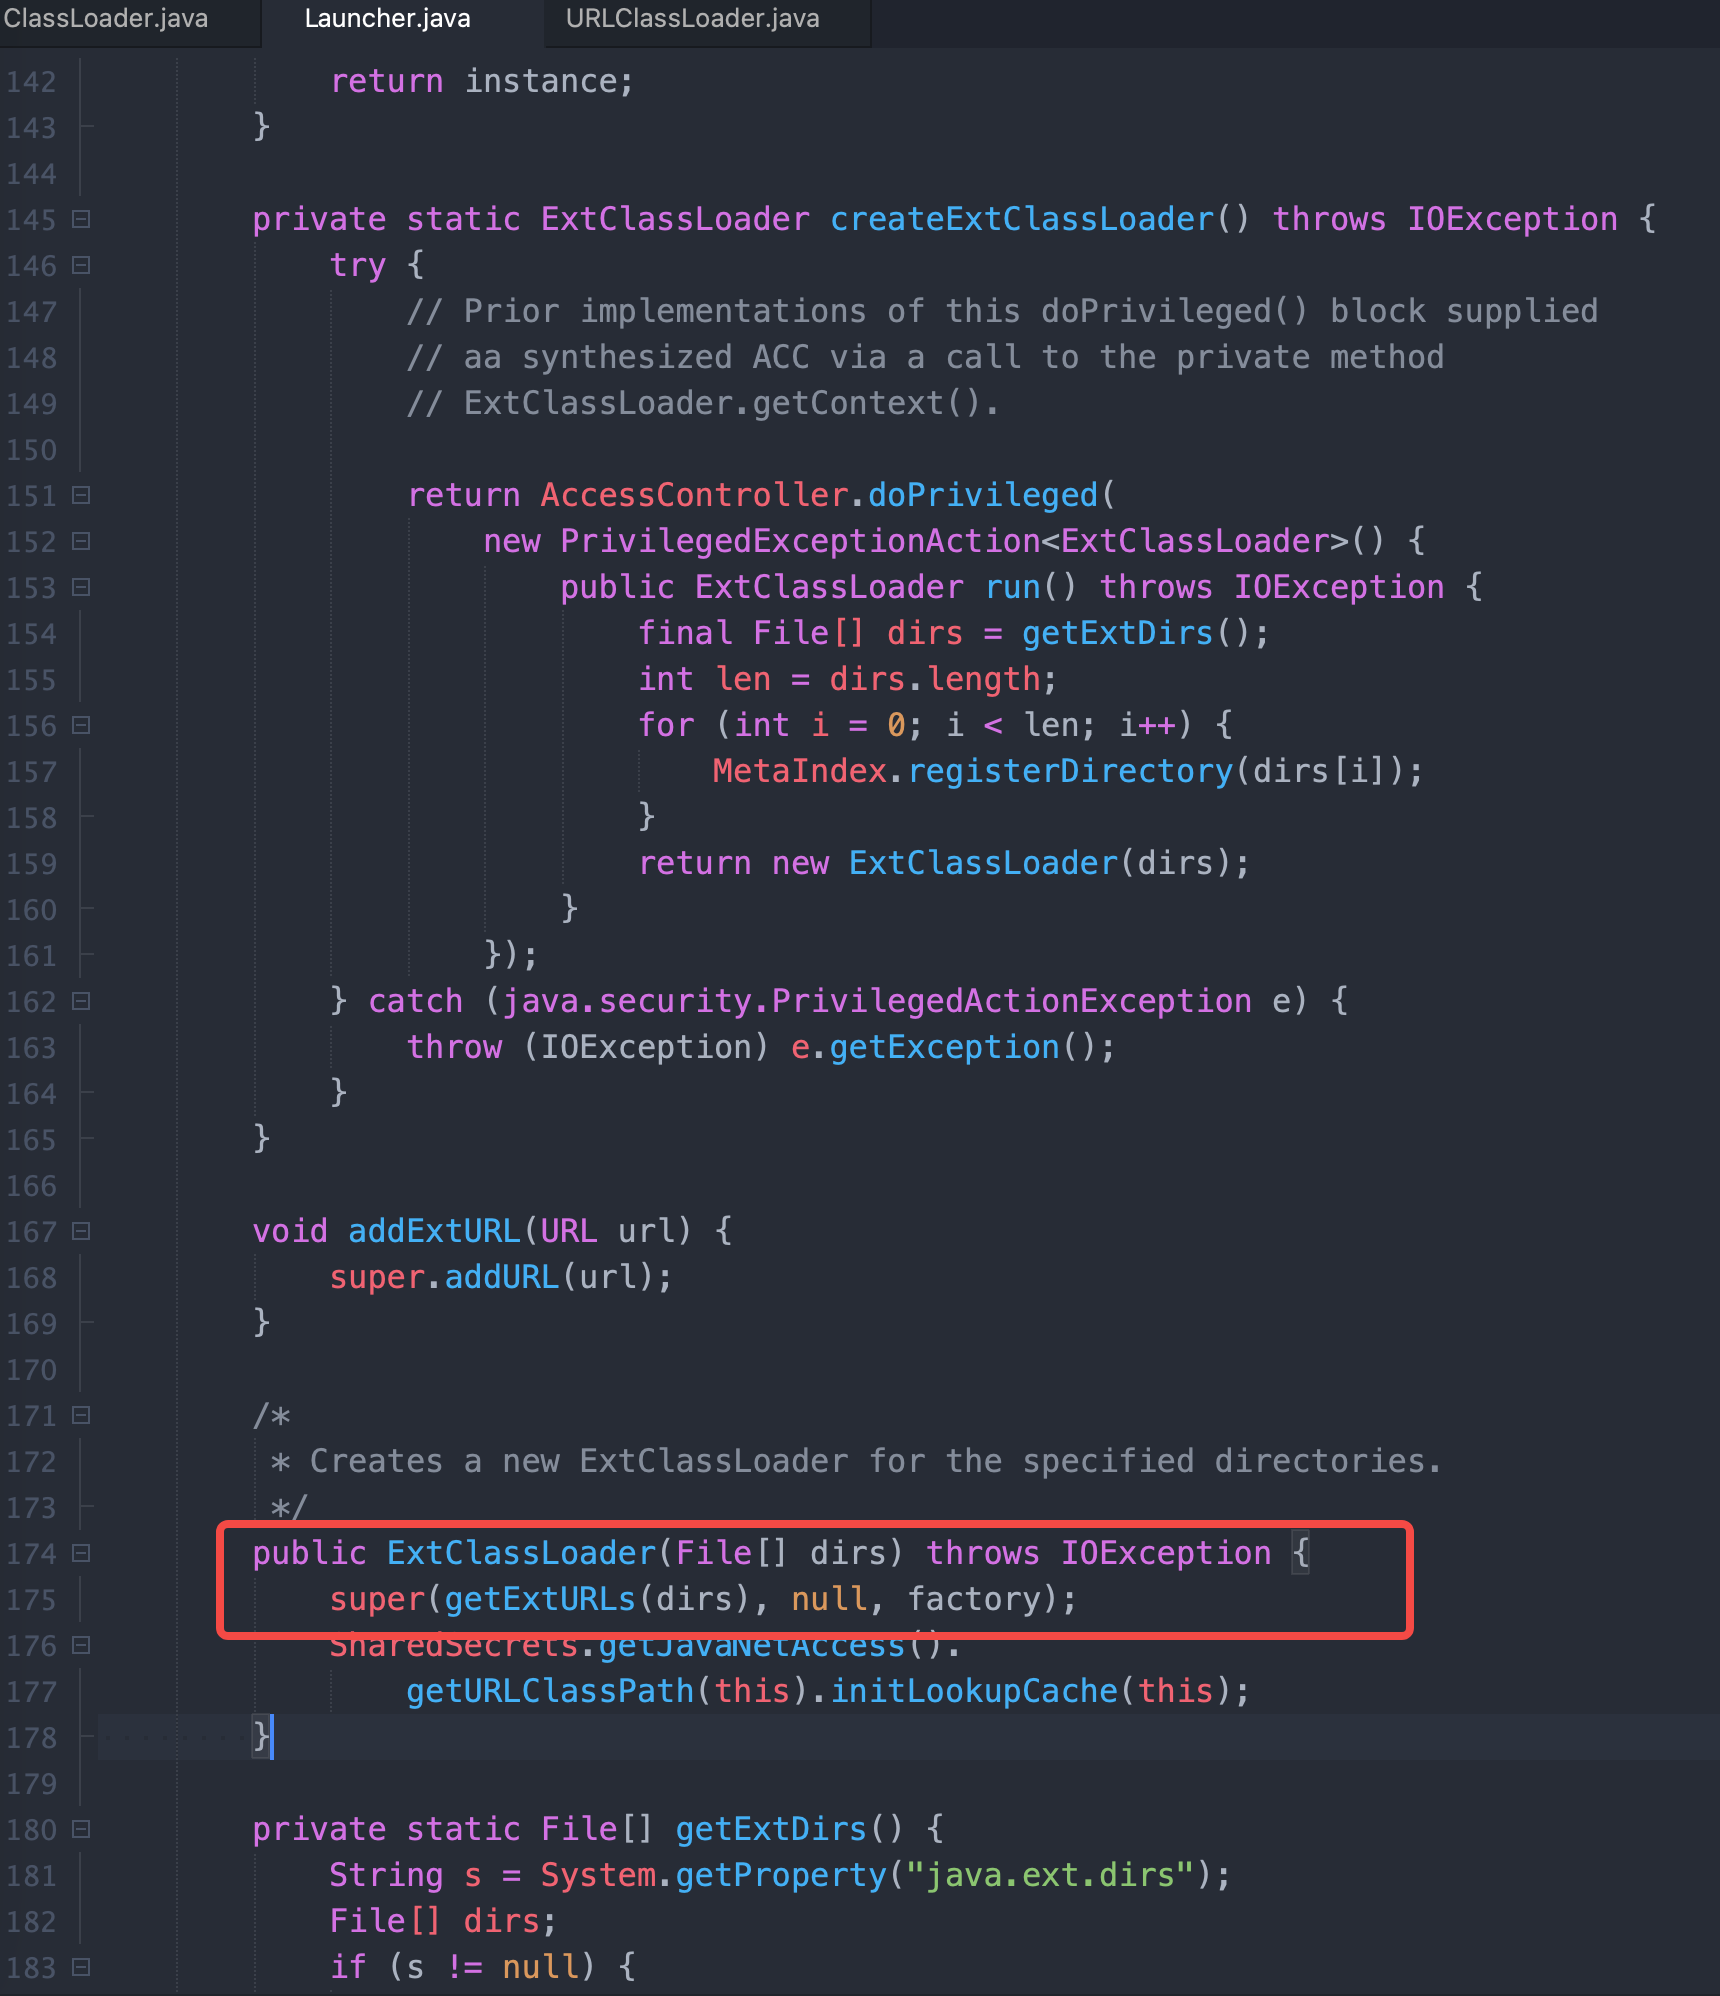 ClassLoader.java Launcher.java URLClassLoader.java
142 return instance;
143 }
144
145 private static ExtClassLoader createExtClassLoader() throws IOException {
146 try {
147 // Prior implementations of this doPrivileged() block supplied
148 // aa synthesized ACC via a call to the private method
149 // ExtClassLoader.getContext().
150
151 return AccessController.doPrivileged(
152 new PrivilegedExceptionAction<ExtClassLoader>() {
153 public ExtClassLoader run() throws IOException {
154 final File[] dirs = getExtDirs();
155 int len = dirs.length;
156 for (int i = 0; i < len; i++) {
157 MetaIndex.registerDirectory(dirs[i]);
158 }
159 return new ExtClassLoader(dirs);
160 }
161 });
162 } catch (java.security.PrivilegedActionException e) {
163 throw (IOException) e.getException();
164 }
165 }
166
167 void addExtURL(URL url) {
168 super.addURL(url);
169 }
170
171 /*
172 * Creates a new ExtClassLoader for the specified directories.
173 */
174 public ExtClassLoader(File[] dirs) throws IOException {
175 super(getExtURLs(dirs), null, factory);
176 SharedSecrets.getJavaNetAccess().
177 getURLClassPath(this).initLookupCache(this);
178 }
179
180 private static File[] getExtDirs() {
181 String s = System.getProperty("java.ext.dirs");
182 File[] dirs;
183 if (s != null) {